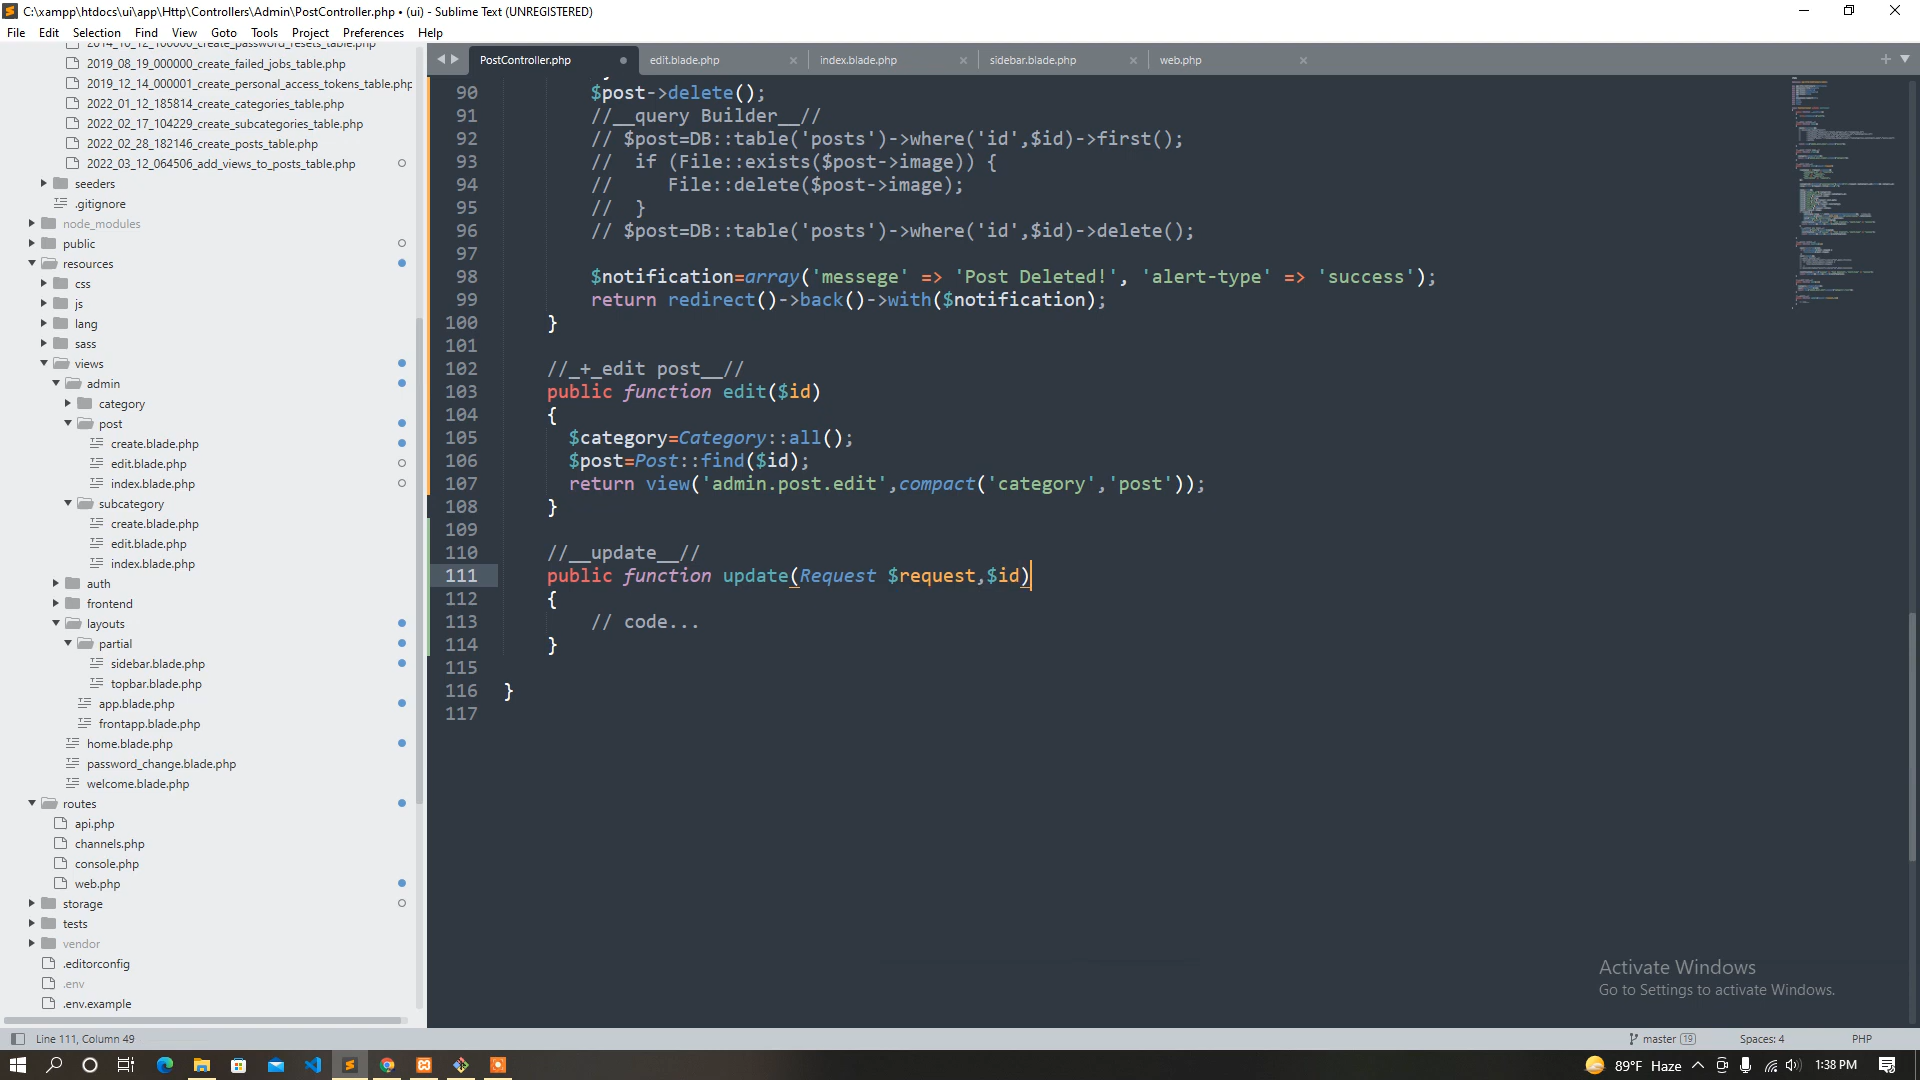 C:\xampp\htdocs\ui\app\Http\Controllers\Admin\PostController.php • (ui) - Sublime Text (UNREGISTERED)
File Edit Selection Find View Goto Tools Project Preferences Help
2014_10_12_100000_create_password_resets_table.php
2019_08_19_000000_create_failed_jobs_table.php
2019_12_14_000001_create_personal_access_tokens_table.php
2022_01_12_185814_create_categories_table.php
2022_02_17_104229_create_subcategories_table.php
2022_02_28_182146_create_posts_table.php
2022_03_12_064506_add_views_to_posts_table.php
seeders
.gitignore
node_modules
public
resources
css
js
lang
sass
views
admin
category
post
create.blade.php
edit.blade.php
index.blade.php
subcategory
create.blade.php
edit.blade.php
index.blade.php
auth
frontend
layouts
partial
sidebar.blade.php
topbar.blade.php
app.blade.php
frontapp.blade.php
home.blade.php
password_change.blade.php
welcome.blade.php
routes
api.php
channels.php
console.php
web.php
storage
tests
vendor
.editorconfig
.env
.env.example
PostController.php edit.blade.php index.blade.php sidebar.blade.php web.php
90 $post->delete();
91 //__query Builder__//
92 // $post=DB::table('posts')->where('id',$id)->first();
93 // if (File::exists($post->image)) {
94 // File::delete($post->image);
95 // }
96 // $post=DB::table('posts')->where('id',$id)->delete();
97
98 $notification=array('messege' => 'Post Deleted!', 'alert-type' => 'success');
99 return redirect()->back()->with($notification);
100 }
101
102 //_+_edit post__//
103 public function edit($id)
104 {
105 $category=Category::all();
106 $post=Post::find($id);
107 return view('admin.post.edit',compact('category','post'));
108 }
109
110 //__update__//
111 public function update(Request $request,$id)
112 {
113 // code...
114 }
115
116 }
117
Activate Windows
Go to Settings to activate Windows.
Line 111, Column 49 master 19 Spaces: 4 PHP
89°F Haze 1:38 PM